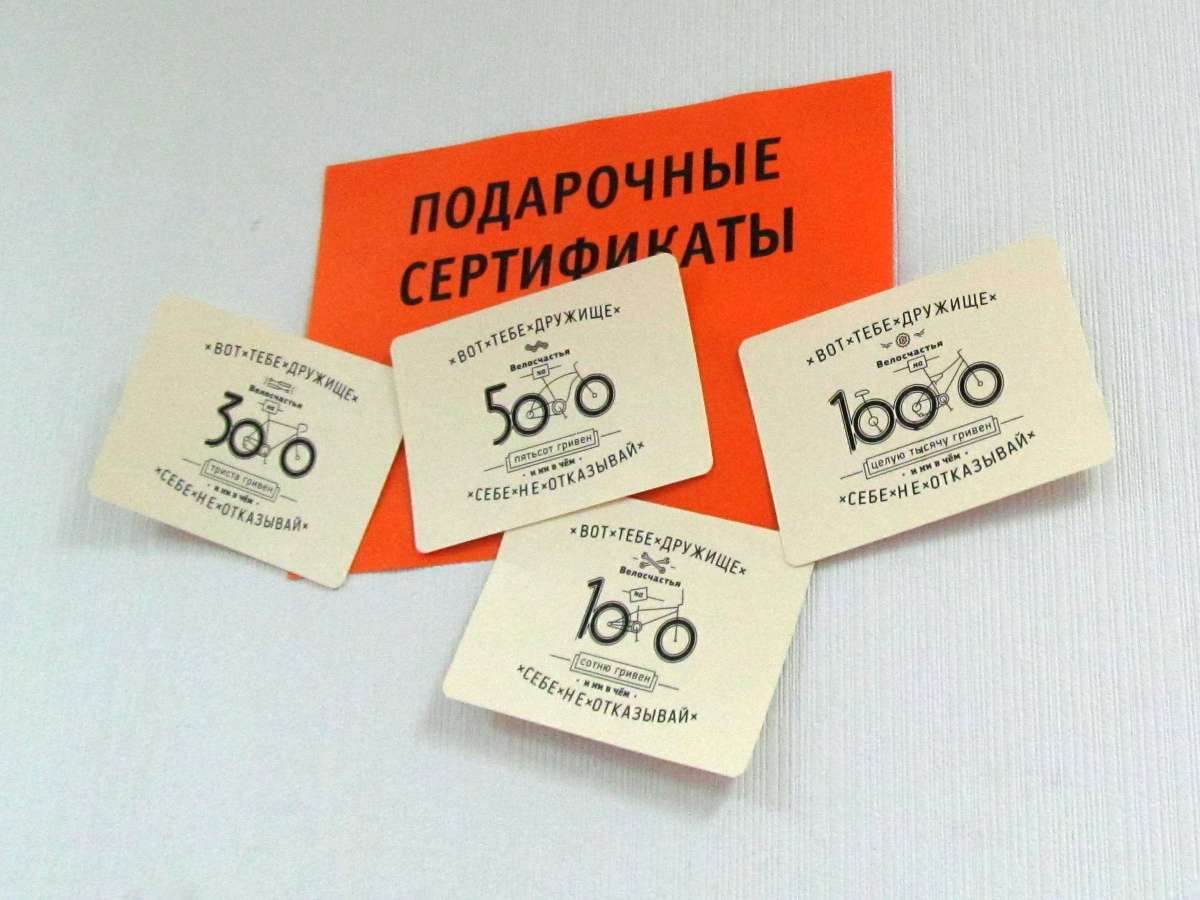 ПОДАРОЧНЫЕ
СЕРТИФИКАТЫ
×ВОТ×ТЕБЕ×ДРУЖИЩЕ×
Велосчастья
на
300
триста гривен
· и ни в чём ·
×СЕБЕ×НЕ×ОТКАЗЫВАЙ×
×ВОТ×ТЕБЕ×ДРУЖИЩЕ×
Велосчастья
на
500
пятьсот гривен
· и ни в чём ·
×СЕБЕ×НЕ×ОТКАЗЫВАЙ×
×ВОТ×ТЕБЕ×ДРУЖИЩЕ×
Велосчастья
на
1000
целую тысячу гривен
· и ни в чём ·
×СЕБЕ×НЕ×ОТКАЗЫВАЙ×
×ВОТ×ТЕБЕ×ДРУЖИЩЕ×
Велосчастья
на
100
сотню гривен
· и ни в чём ·
×СЕБЕ×НЕ×ОТКАЗЫВАЙ×